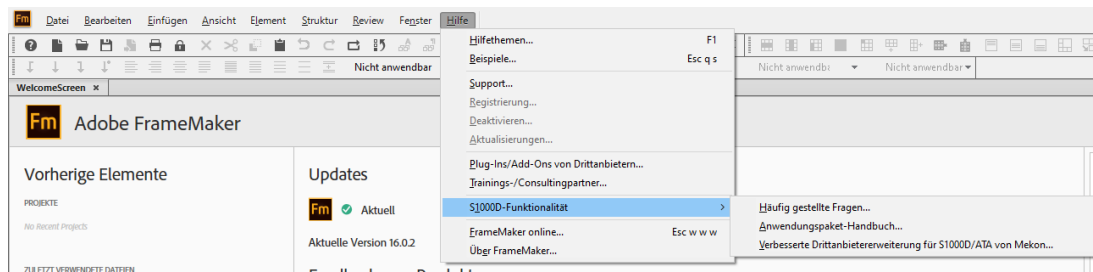 Fm Datei Bearbeiten Einfügen Ansicht Element Struktur Review Fenster Hilfe
Hilfethemen... F1
Beispiele... Esc q s
Support...
Registrierung...
Deaktivieren...
Aktualisierungen...
Plug-Ins/Add-Ons von Drittanbietern...
Trainings-/Consultingpartner...
S1000D-Funktionalität
FrameMaker online... Esc w w w
Über FrameMaker...
Häufig gestellte Fragen...
Anwendungspaket-Handbuch...
Verbesserte Drittanbietererweiterung für S1000D/ATA von Mekon...
Nicht anwendbar
Nicht anwendba Nicht anwendbar
WelcomeScreen
Fm Adobe FrameMaker
Vorherige Elemente
PROJEKTE
No Recent Projects
ZULETZT VERWENDETE DATEIEN
Updates
Fm Aktuell
Aktuelle Version 16.0.2